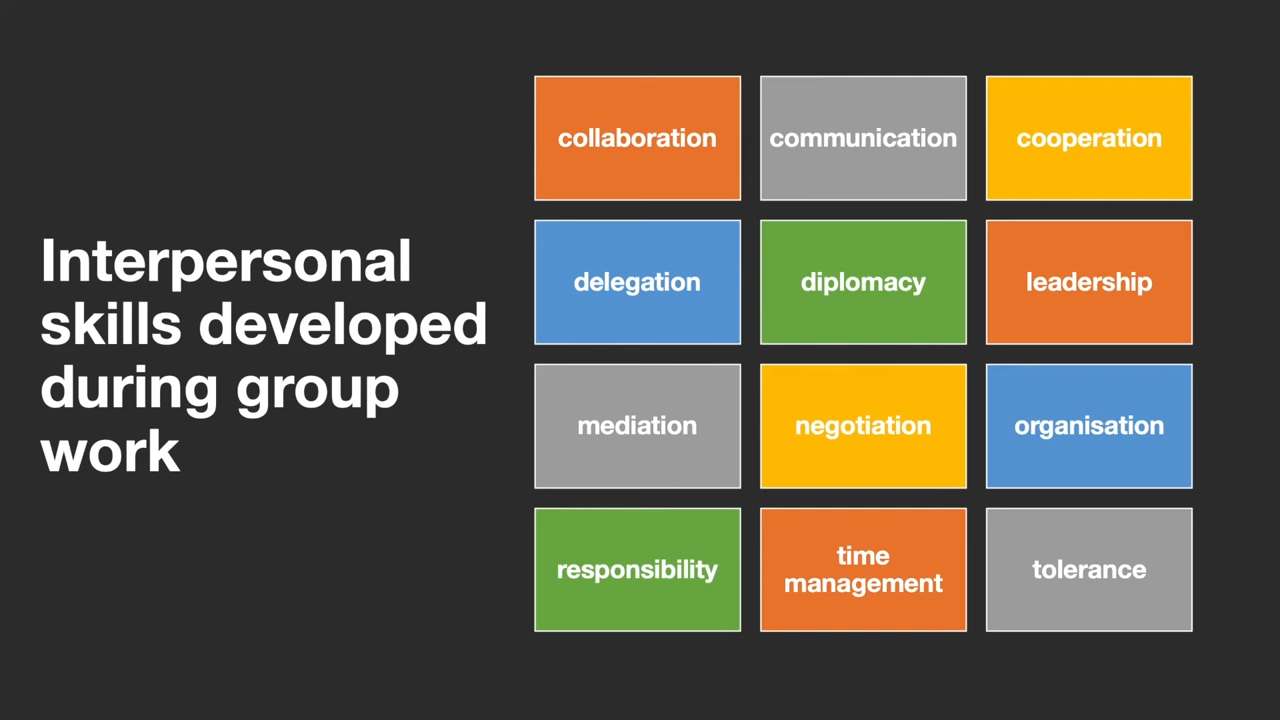 Interpersonal
skills developed
during group
work
collaboration
communication
cooperation
delegation
diplomacy
leadership
mediation
negotiation
organisation
responsibility
time
management
tolerance